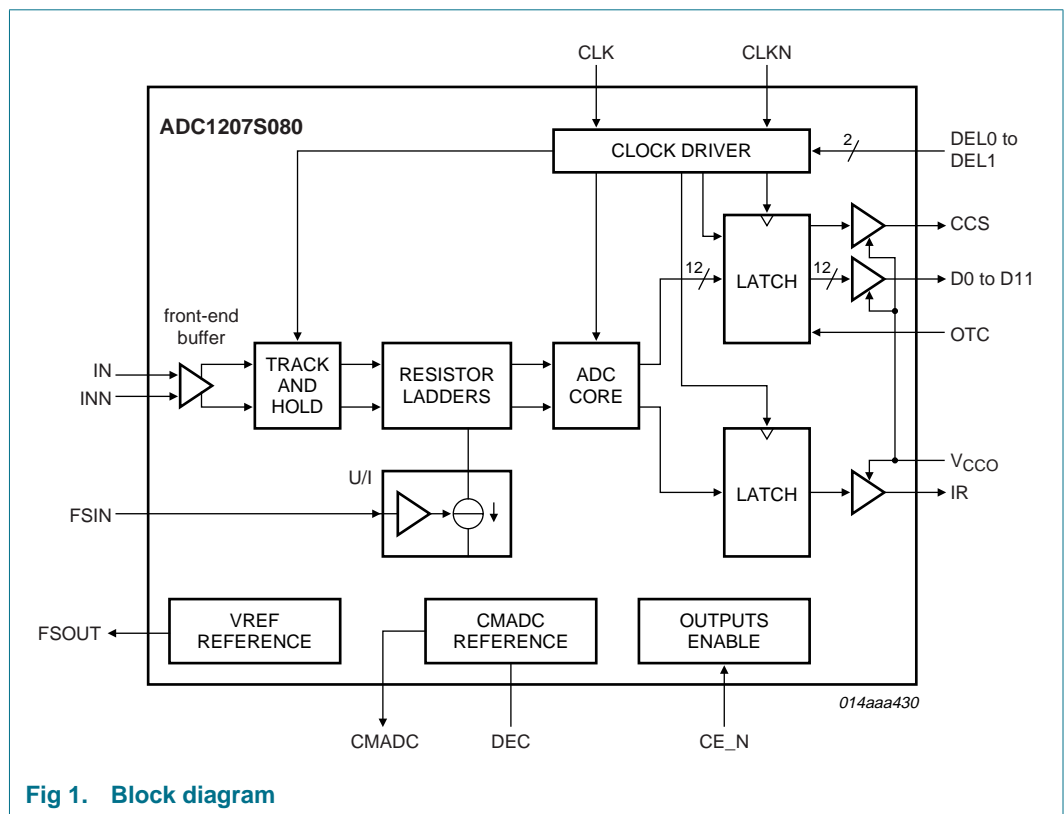 CLK
CLKN
ADC1207S080
CLOCK DRIVER
2
DEL0 to
DEL1
CCS
12
LATCH
12
D0 to D11
OTC
front-end
buffer
IN
INN
TRACK
AND
HOLD
RESISTOR
LADDERS
ADC
CORE
U/I
LATCH
VCCO
IR
FSIN
FSOUT
VREF
REFERENCE
CMADC
REFERENCE
OUTPUTS
ENABLE
014aaa430
CMADC
DEC
CE_N
Fig 1. Block diagram